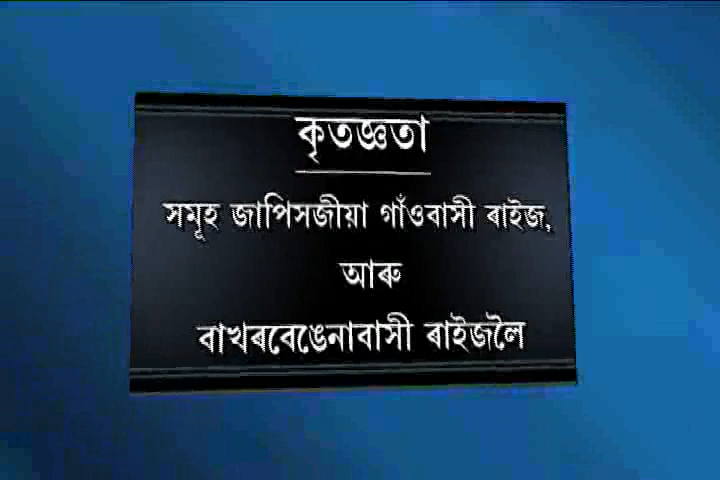 কৃতজ্ঞতা
সমূহ জাপিসজীয়া গাঁওবাসী ৰাইজ,
আৰু
বাখৰবেঙেনাবাসী ৰাইজলৈ